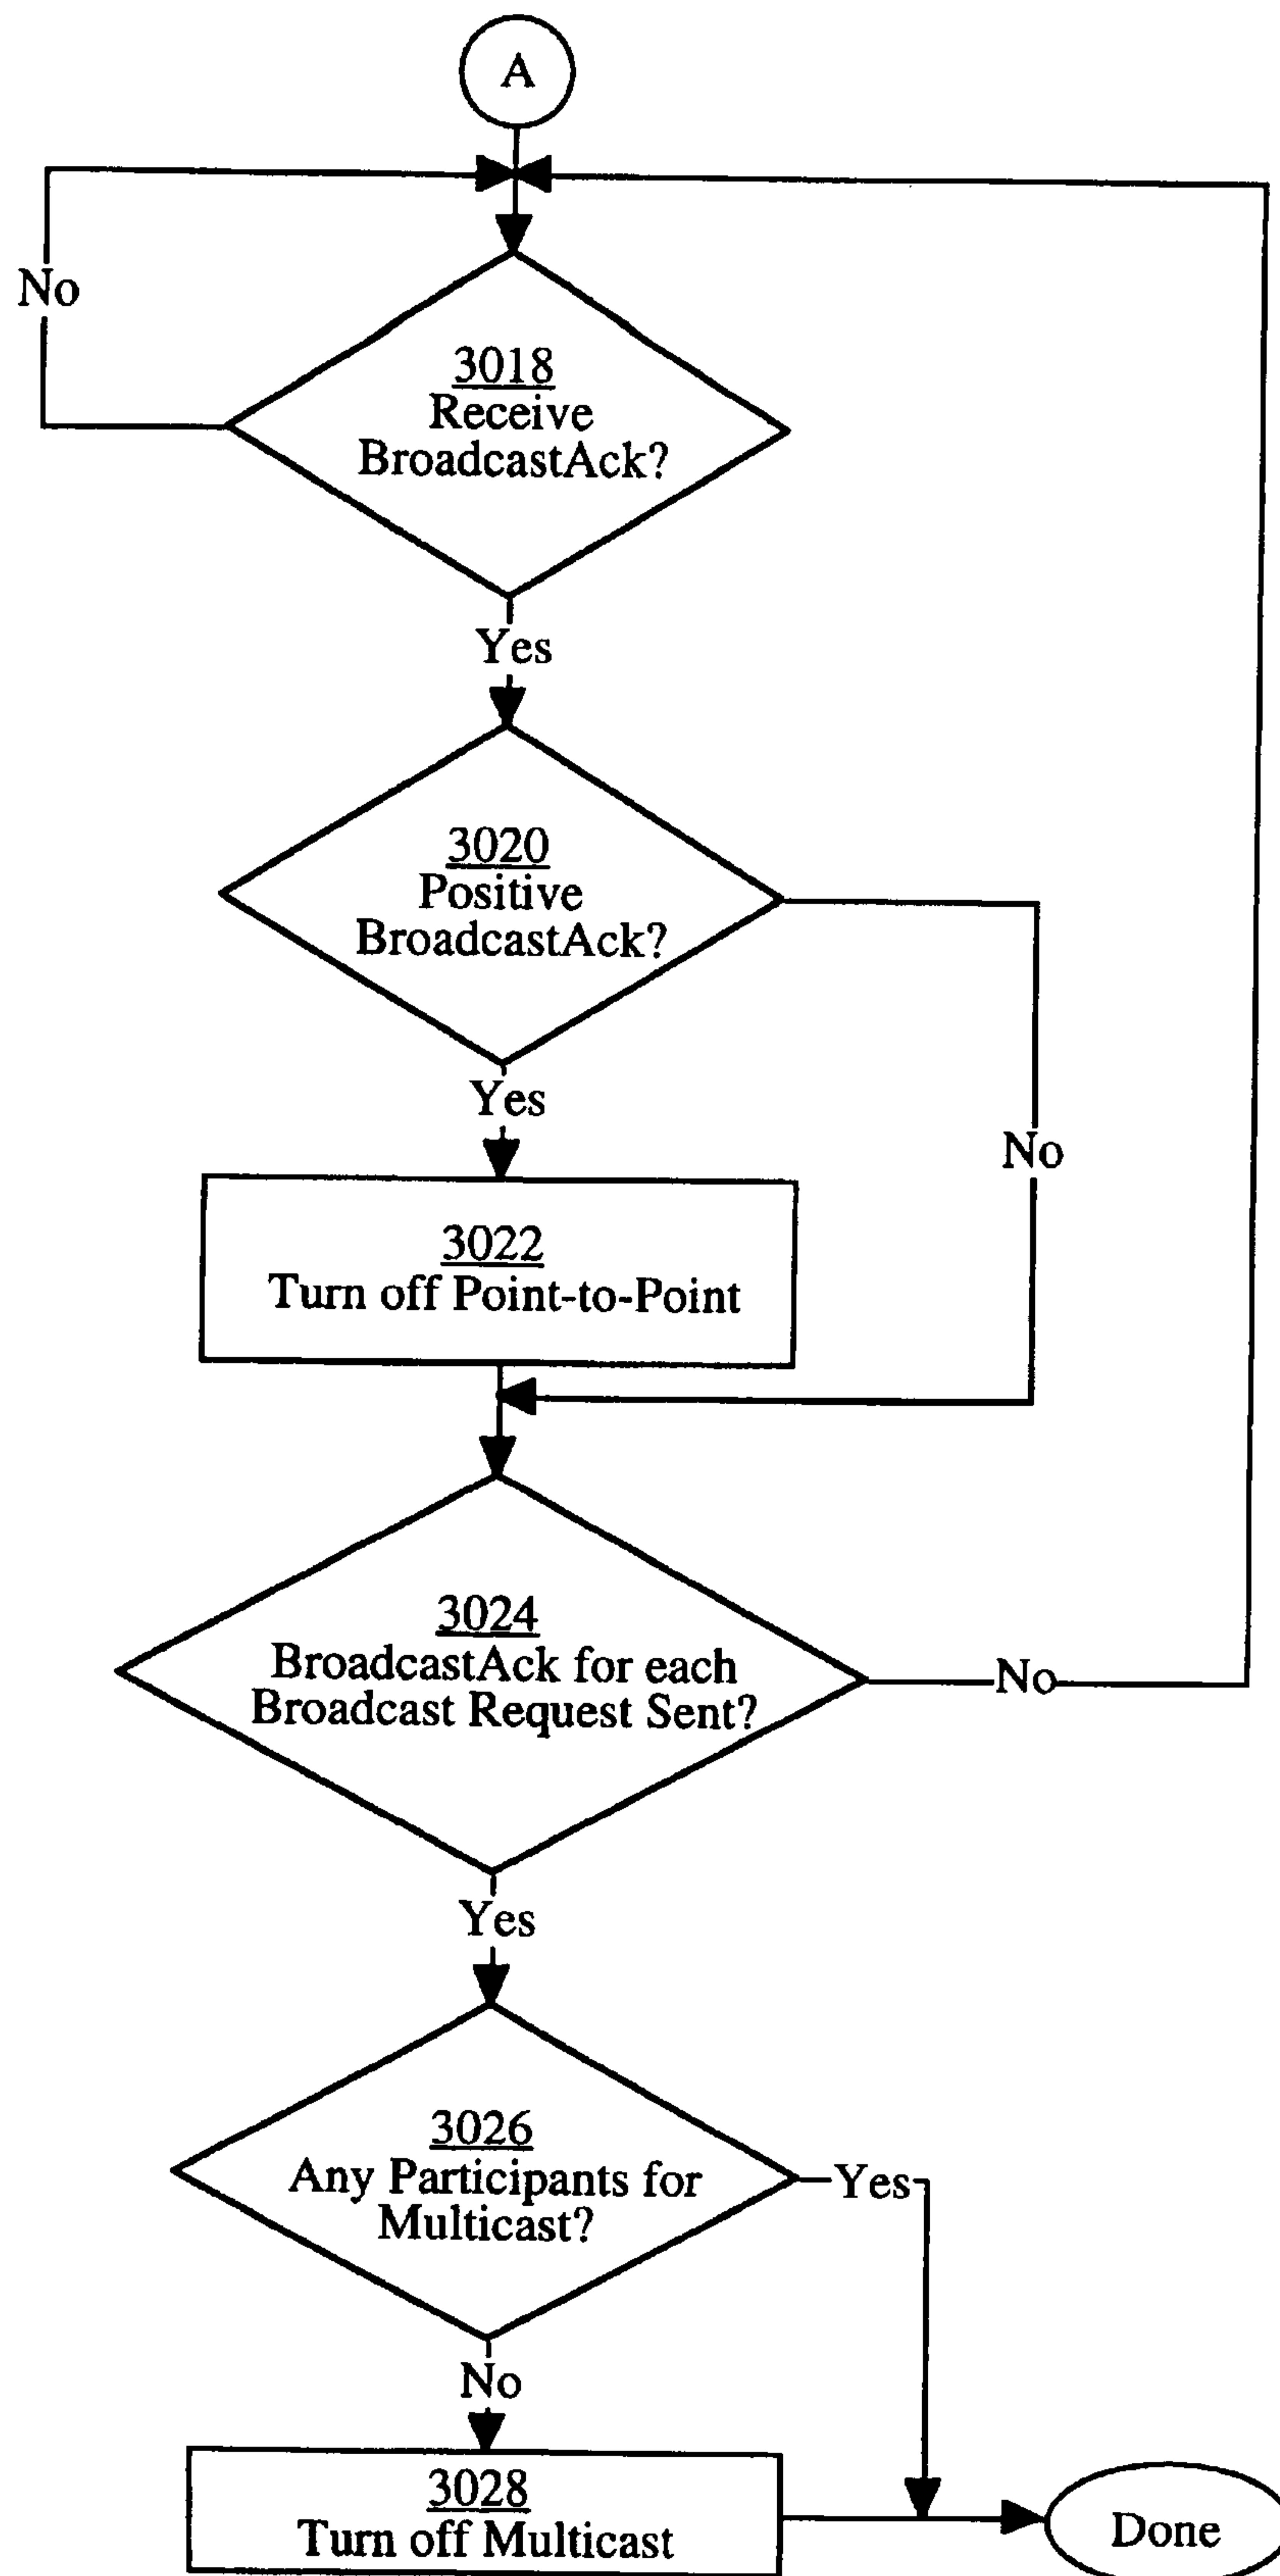 A
No
3018
Receive
BroadcastAck?
Yes
3020
Positive
BroadcastAck?
Yes
No
3022
Turn off Point-to-Point
3024
BroadcastAck for each
Broadcast Request Sent?
No
Yes
3026
Any Participants for
Multicast?
Yes
No
3028
Turn off Multicast
Done